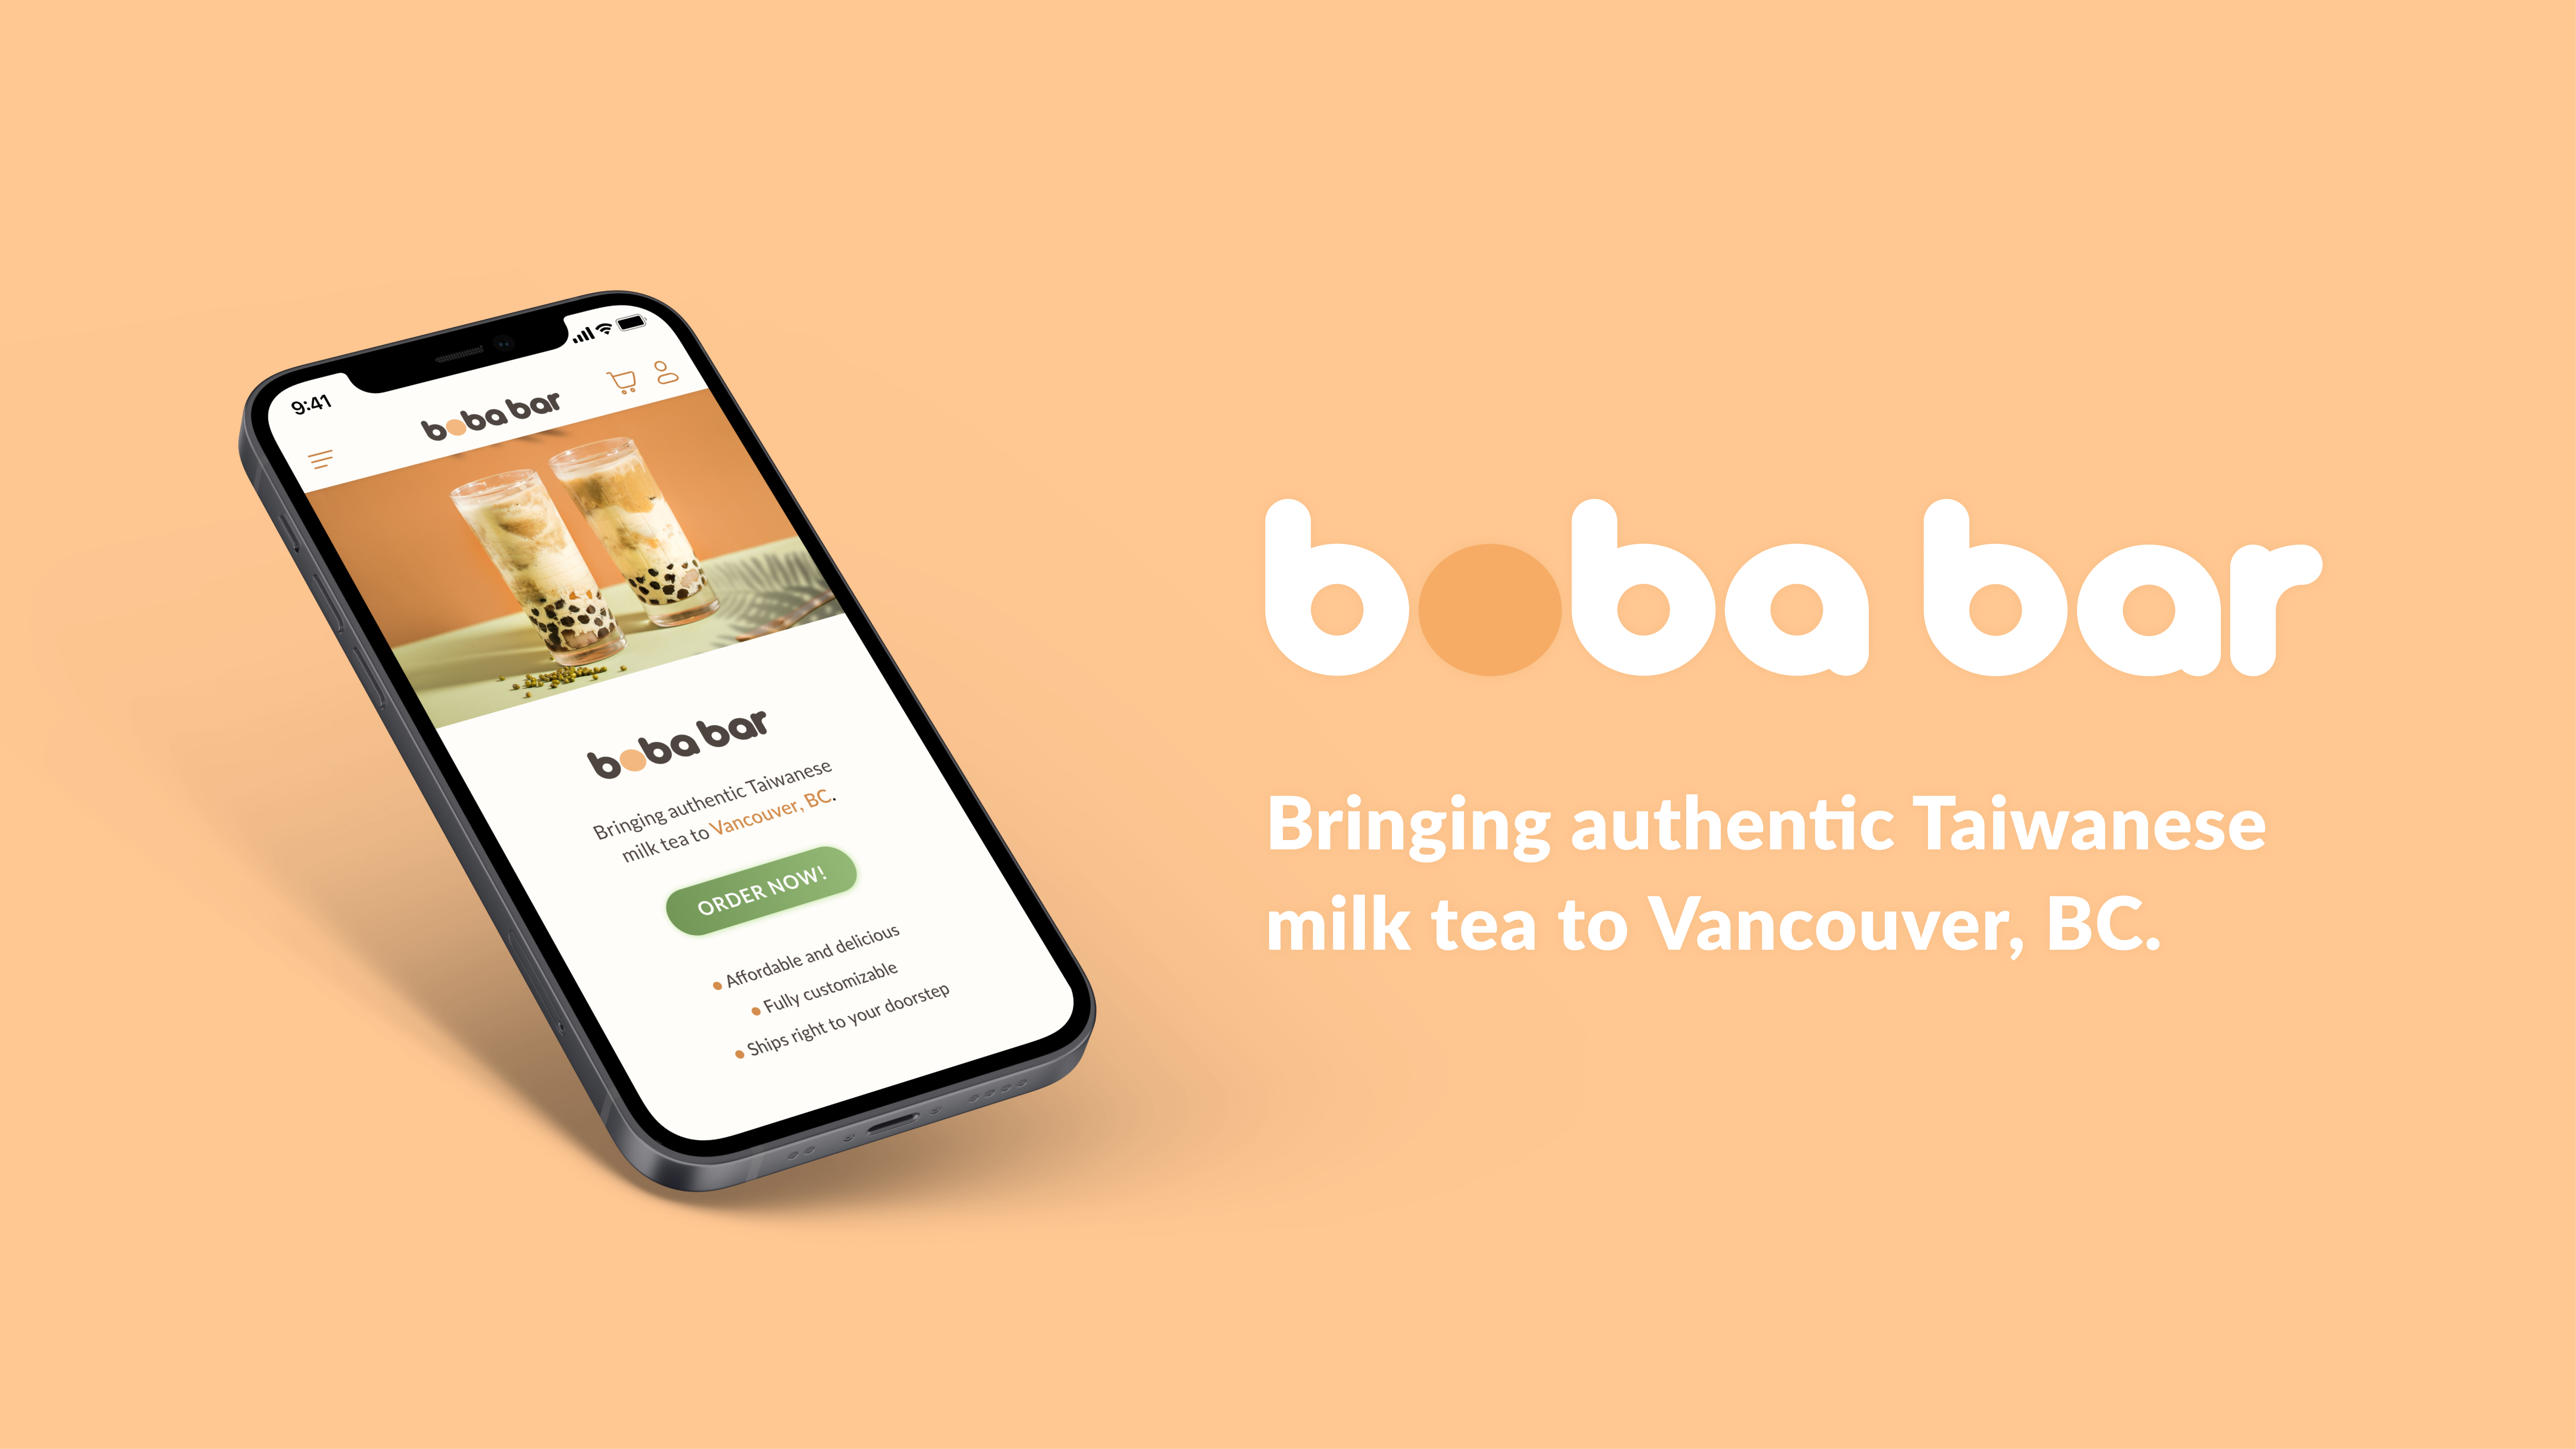 9:41
boba bar
boba bar
Bringing authentic Taiwanese
milk tea to Vancouver, BC.
ORDER NOW!
Affordable and delicious
Fully customizable
Ships right to your doorstep
boba bar
Bringing authentic Taiwanese
milk tea to Vancouver, BC.